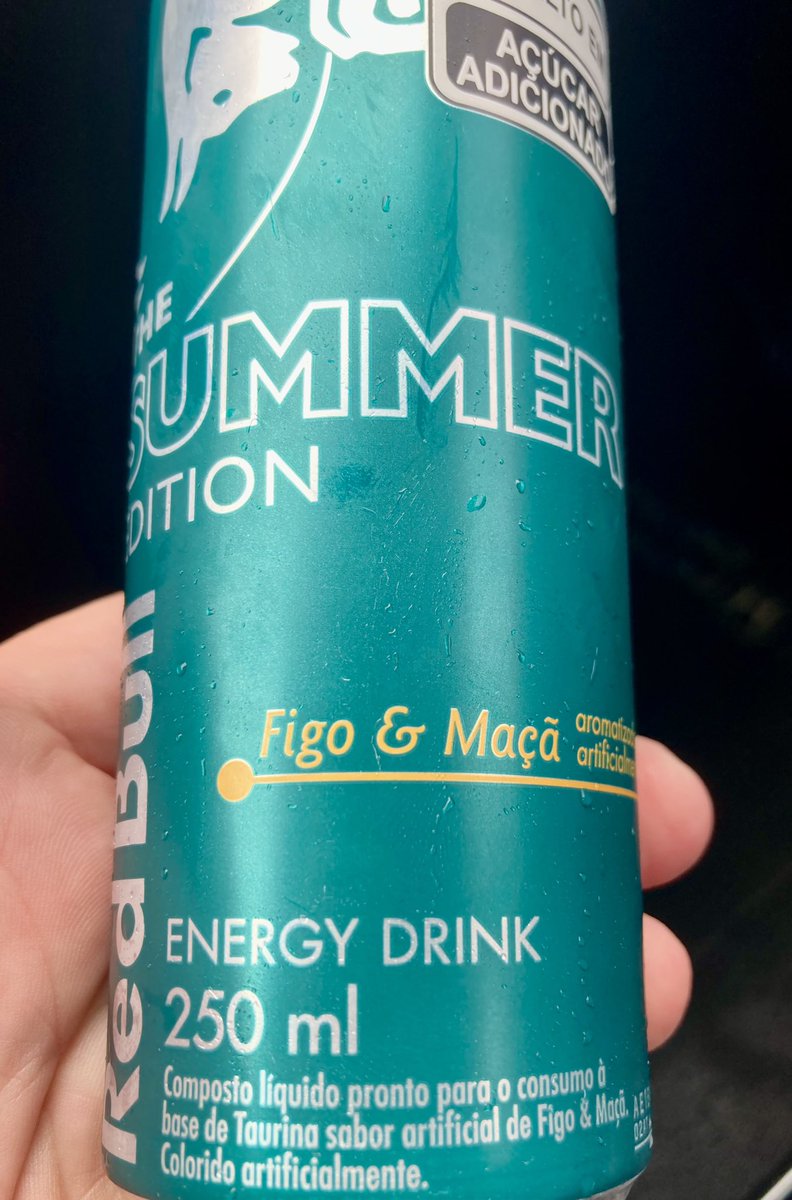 AÇÚCAR
ADICIONADO
THE
SUMMER
EDITION
Red Bull
Figo & Maçã
artificialmente
ENERGY DRINK
250 ml
Composto líquido pronto para o consumo à
base de Taurina sabor artificial de Figo & Maçã.
Colorido artificialmente.